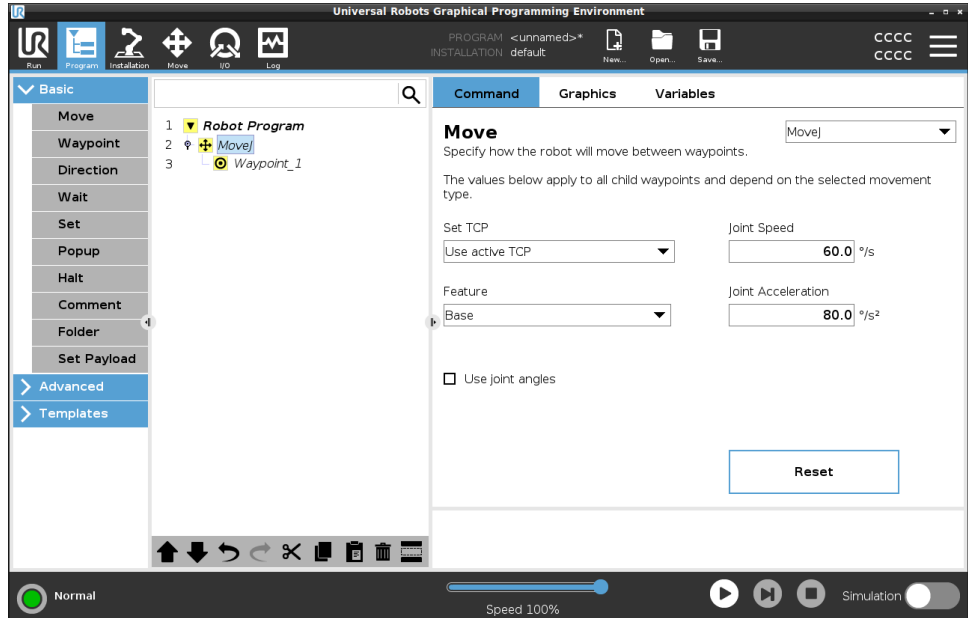 Universal Robots Graphical Programming Environment
UR
Run
Program
Installation
Move
I/O
Log
PROGRAM <unnamed>*
INSTALLATION default
New...
Open...
Save...
CCCC
CCCC
Basic
Move
Waypoint
Direction
Wait
Set
Popup
Halt
Comment
Folder
Set Payload
Advanced
Templates
1 Robot Program
2 MoveJ
3 Waypoint_1
Command Graphics Variables
Move
MoveJ
Specify how the robot will move between waypoints.
The values below apply to all child waypoints and depend on the selected movement
type.
Set TCP
Joint Speed
Use active TCP
60.0 °/s
Feature
Joint Acceleration
Base
80.0 °/s²
Use joint angles
Reset
Normal
Speed 100%
Simulation